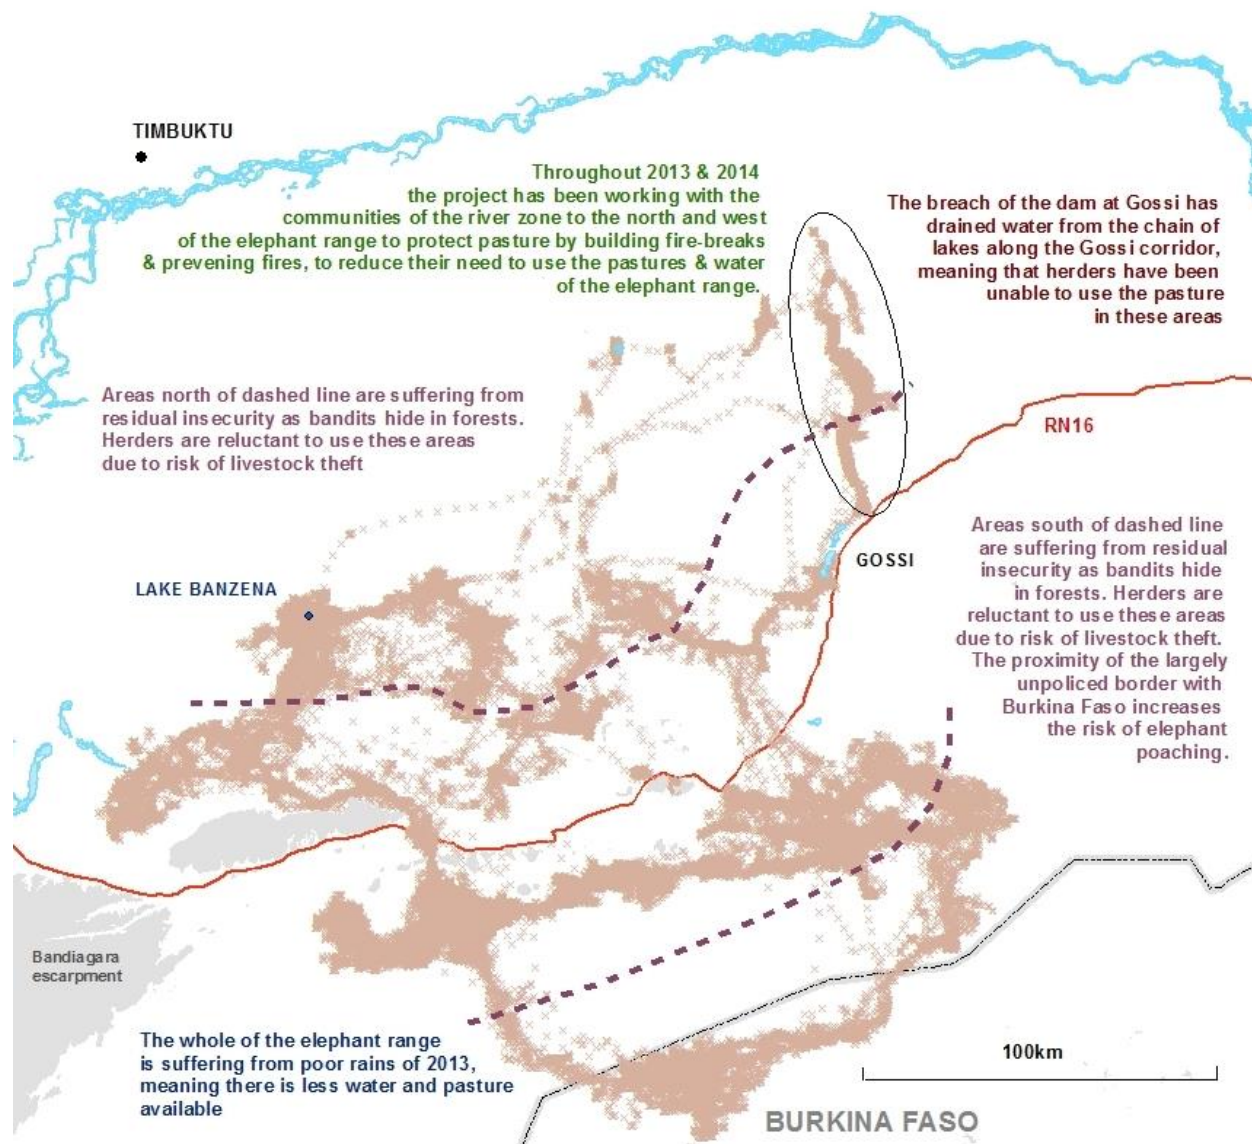 TIMBUKTU
Throughout 2013 & 2014
the project has been working with the
communities of the river zone to the north and west
of the elephant range to protect pasture by building fire-breaks
& prevening fires, to reduce their need to use the pastures & water
of the elephant range.
The breach of the dam at Gossi has
drained water from the chain of
lakes along the Gossi corridor,
meaning that herders have been
unable to use the pasture
in these areas
Areas north of dashed line are suffering from
residual insecurity as bandits hide in forests.
Herders are reluctant to use these areas
due to risk of livestock theft
RN16
Areas south of dashed line
are suffering from residual
insecurity as bandits hide
in forests. Herders are
reluctant to use these areas
due to risk of livestock theft.
The proximity of the largely
unpoliced border with
Burkina Faso increases
the risk of elephant
poaching.
GOSSI
LAKE BANZENA
Bandiagara
escarpment
The whole of the elephant range
is suffering from poor rains of 2013,
meaning there is less water and pasture
available
100km
BURKINA FASO